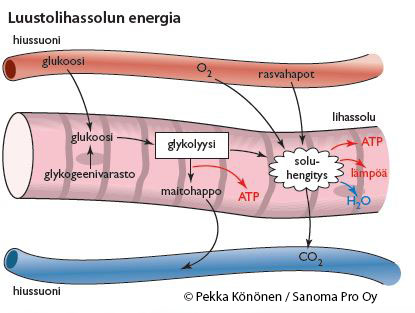 Luustolihassolun energia
hiussuoni
glukoosi
O2
rasvahapot
lihassolu
glukoosi
glykolyysi
ATP
solu-
hengitys
lämpöä
glykogeenivarasto
maitohappo
ATP
H2O
CO2
hiussuoni
© Pekka Könönen / Sanoma Pro Oy